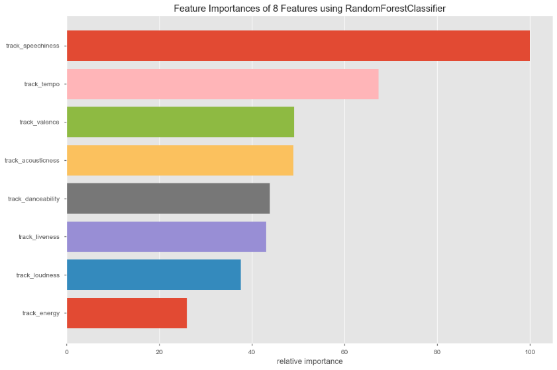 Feature Importances of 8 Features using RandomForestClassifier
track_speechiness
track_tempo
track_valence
track_acousticness
track_danceability
track_liveness
track_loudness
track_energy
0 20 40 60 80 100
relative importance